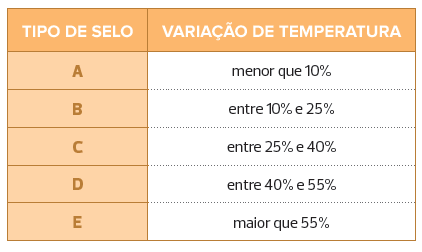 TIPO DE SELO VARIAÇÃO DE TEMPERATURA
A menor que 10%
B entre 10% e 25%
C entre 25% e 40%
D entre 40% e 55%
E maior que 55%